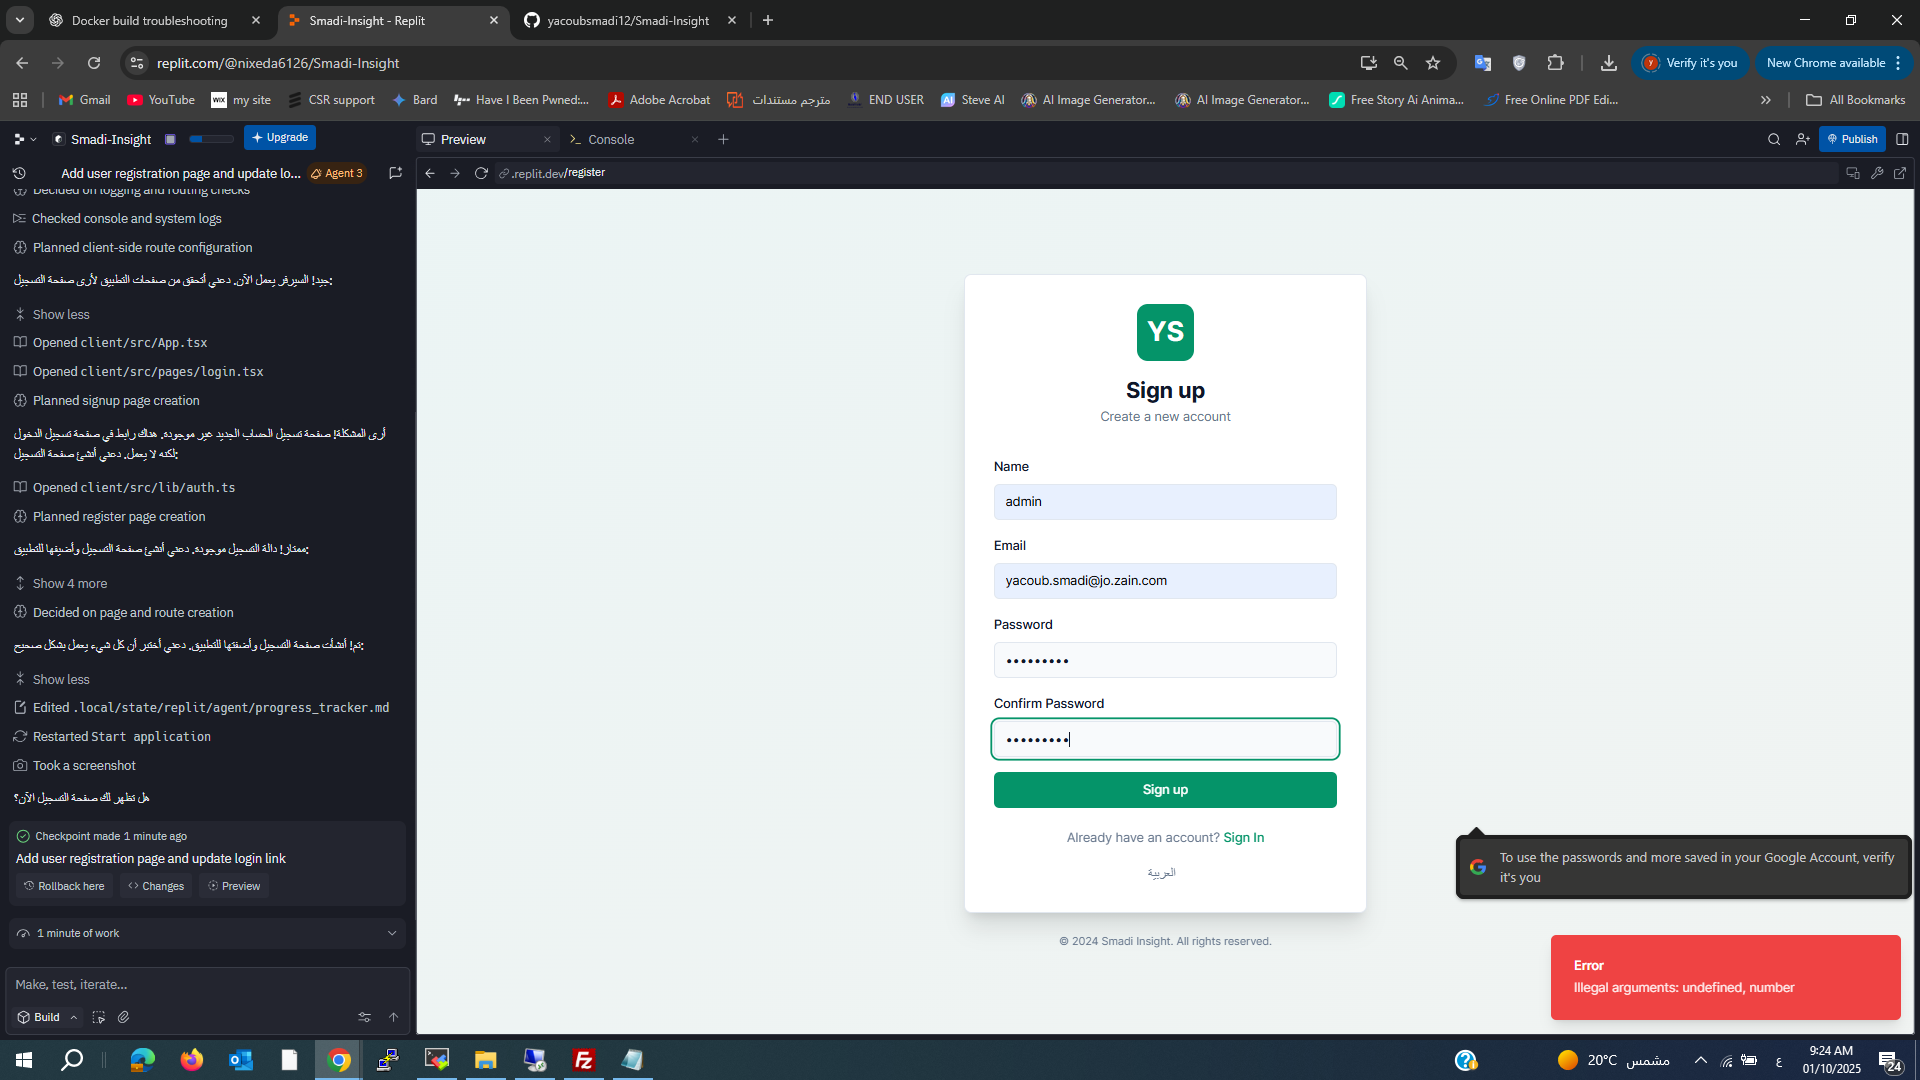 Docker build troubleshooting
Smadi-Insight - Replit
yacoubsmadi12/Smadi-Insight
replit.com/@nixeda6126/Smadi-Insight
Verify it's you
New Chrome available
Gmail
YouTube
WIX
my site
CSR support
Bard
Have I Been Pwned:...
Adobe Acrobat
مترجم مستندات
END USER
Steve AI
AI Image Generator...
AI Image Generator...
Free Story Ai Anima...
Free Online PDF Edi...
All Bookmarks
Smadi-Insight
Upgrade
Preview
Console
Publish
Add user registration page and update lo...
Agent 3
.replit.dev/register
Decided on logging and routing checks
Checked console and system logs
Planned client-side route configuration
جيد! السيرفر يعمل الآن. دعني أتحقق من صفحات التطبيق لأرى صفحة التسجيل:
Show less
Opened client/src/App.tsx
Opened client/src/pages/login.tsx
Planned signup page creation
أرى المشكلة! صفحة تسجيل الحساب الجديد غير موجودة. هناك رابط في صفحة تسجيل الدخول
لكنه لا يعمل. دعني أنشئ صفحة التسجيل:
Opened client/src/lib/auth.ts
Planned register page creation
ممتاز! دالة التسجيل موجودة. دعني أنشئ صفحة التسجيل وأضيفها للتطبيق:
Show 4 more
Decided on page and route creation
تم! أنشأت صفحة التسجيل وأضفتها للتطبيق. دعني أختبر أن كل شيء يعمل بشكل صحيح:
Show less
Edited .local/state/replit/agent/progress_tracker.md
Restarted Start application
Took a screenshot
هل تظهر لك صفحة التسجيل الآن؟
Checkpoint made 1 minute ago
Add user registration page and update login link
Rollback here
Changes
Preview
1 minute of work
Make, test, iterate...
Build
YS
Sign up
Create a new account
Name
admin
Email
yacoub.smadi@jo.zain.com
Password
•••••••••
Confirm Password
•••••••••
Sign up
Already have an account? Sign In
العربية
© 2024 Smadi Insight. All rights reserved.
To use the passwords and more saved in your Google Account, verify
it's you
Error
Illegal arguments: undefined, number
20°C مشمس
ع
9:24 AM
01/10/2025
24